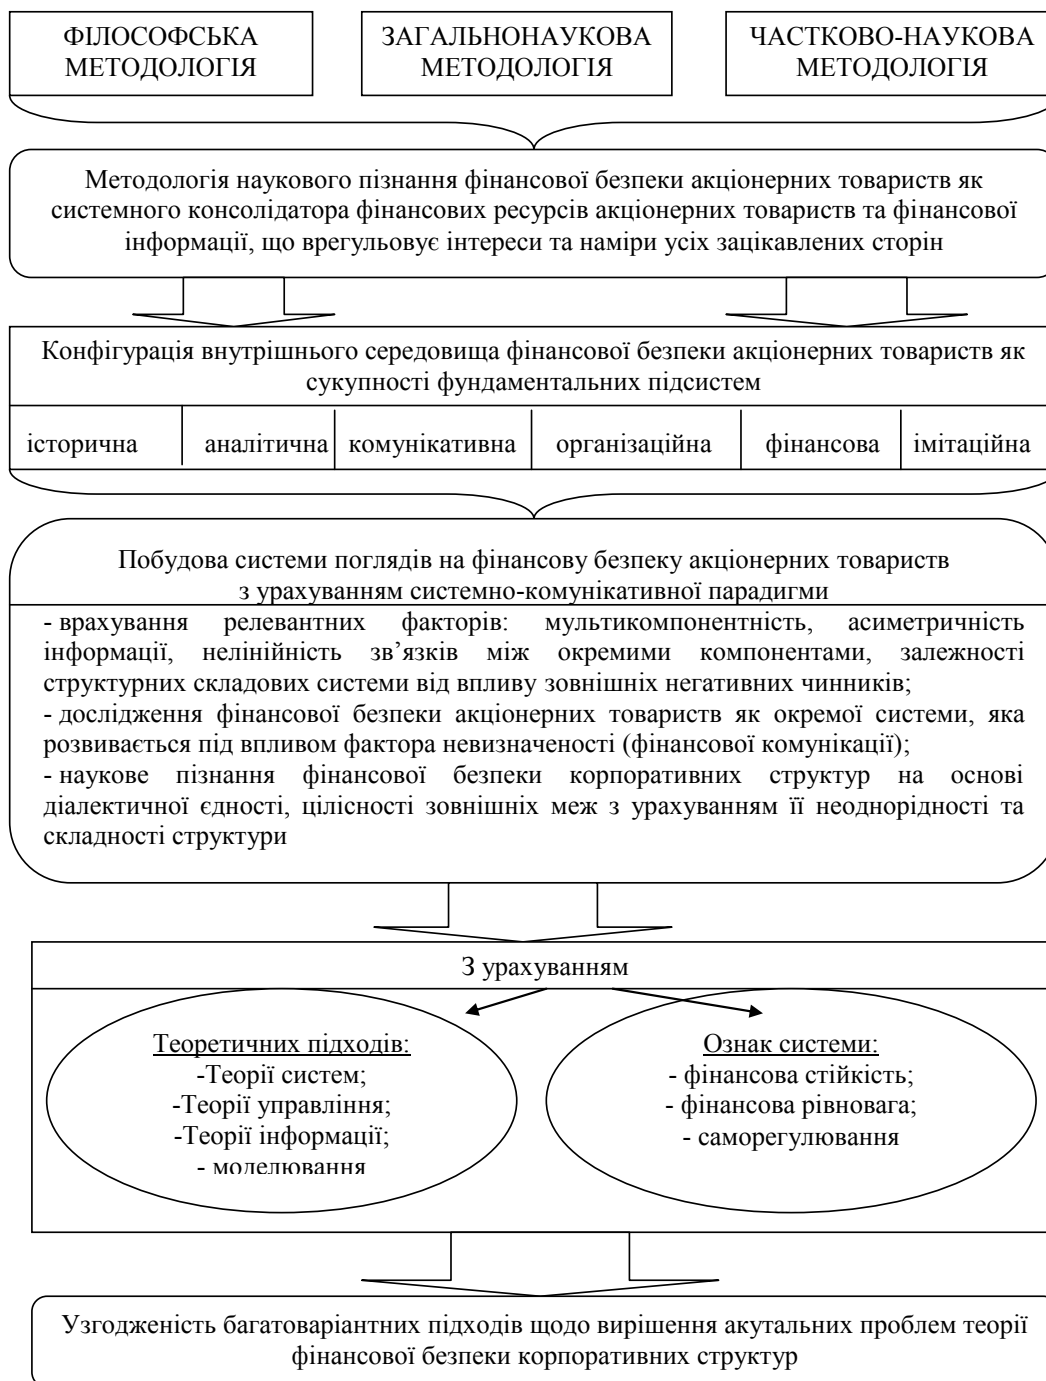 ФІЛОСОФСЬКА
МЕТОДОЛОГІЯ
ЗАГАЛЬНОНАУКОВА
МЕТОДОЛОГІЯ
ЧАСТКОВО-НАУКОВА
МЕТОДОЛОГІЯ
Методологія наукового пізнання фінансової безпеки акціонерних товариств як
системного консолідатора фінансових ресурсів акціонерних товариств та фінансової
інформації, що врегульовує інтереси та наміри усіх зацікавлених сторін
Конфігурація внутрішнього середовища фінансової безпеки акціонерних товариств як
сукупності фундаментальних підсистем
історична аналітична комунікативна організаційна фінансова імітаційна
Побудова системи поглядів на фінансову безпеку акціонерних товариств
з урахуванням системно-комунікативної парадигми
- врахування релевантних факторів: мультикомпонентність, асиметричність
інформації, нелінійність зв’язків між окремими компонентами, залежності
структурних складових системи від впливу зовнішніх негативних чинників;
- дослідження фінансової безпеки акціонерних товариств як окремої системи, яка
розвивається під впливом фактора невизначеності (фінансової комунікації);
- наукове пізнання фінансової безпеки корпоративних структур на основі
діалектичної єдності, цілісності зовнішніх меж з урахуванням її неоднорідності та
складності структури
З урахуванням
Теоретичних підходів:
-Теорії систем;
-Теорії управління;
-Теорії інформації;
- моделювання
Ознак системи:
- фінансова стійкість;
- фінансова рівновага;
- саморегулювання
Узгодженість багатоваріантних підходів щодо вирішення акутальних проблем теорії
фінансової безпеки корпоративних структур